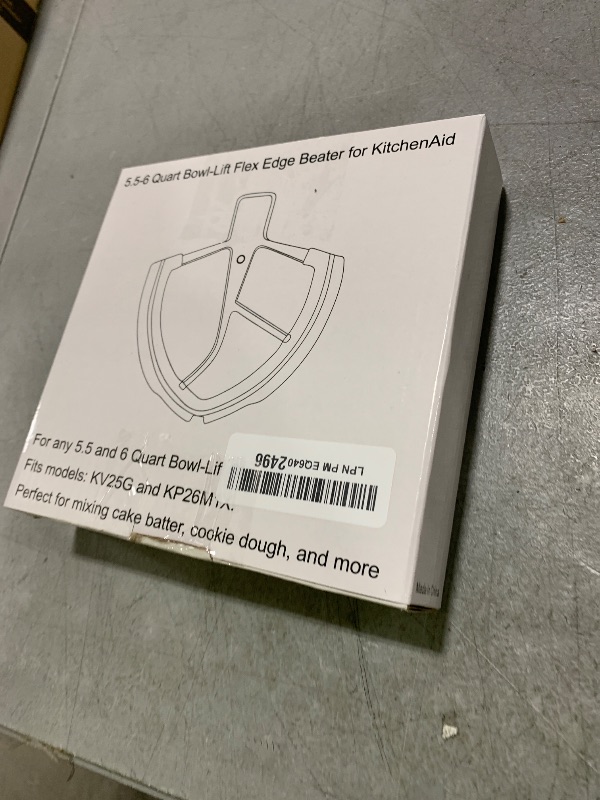 5.5-6 Quart Bowl-Lift Flex Edge Beater for KitchenAid
For any 5.5 and 6 Quart Bowl-Lif
Fits models: KV25G and KP26M1X.
Perfect for mixing cake batter, cookie dough, and more
LPN PM EQ6402496
Made in China